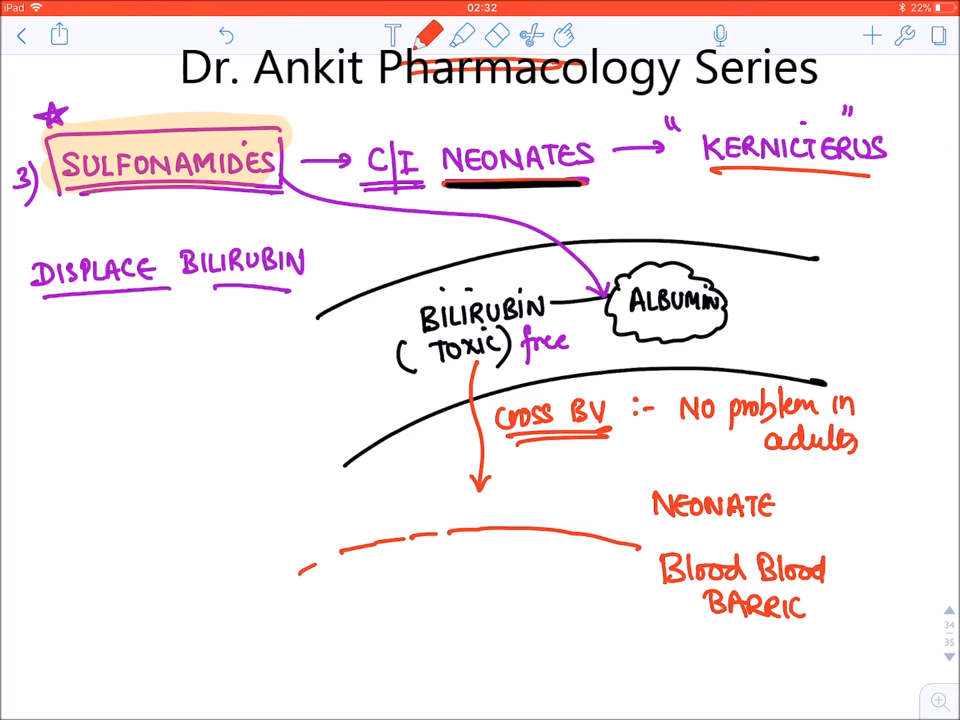 iPad
02:32
22%
T
Dr. Ankit Pharmacology Series
3) SULFONAMIDES → C/I NEONATES → "KERNICTERUS"
DISPLACE BILIRUBIN
BILIRUBIN
ALBUMIN
(TOXIC) free
CROSS BV :- No problem in
adults
NEONATE
Blood Blood
BARRIC
34
35